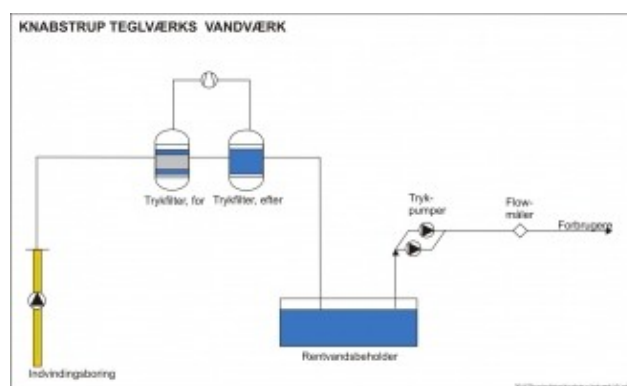 KNABSTRUP TEGLVÆRKS VANDVÆRK
Trykfilter, for
Trykfilter, efter
Tryk-
pumper
Flow-
måler
Forbrugere
Rentvandsbeholder
Indvindingsboring